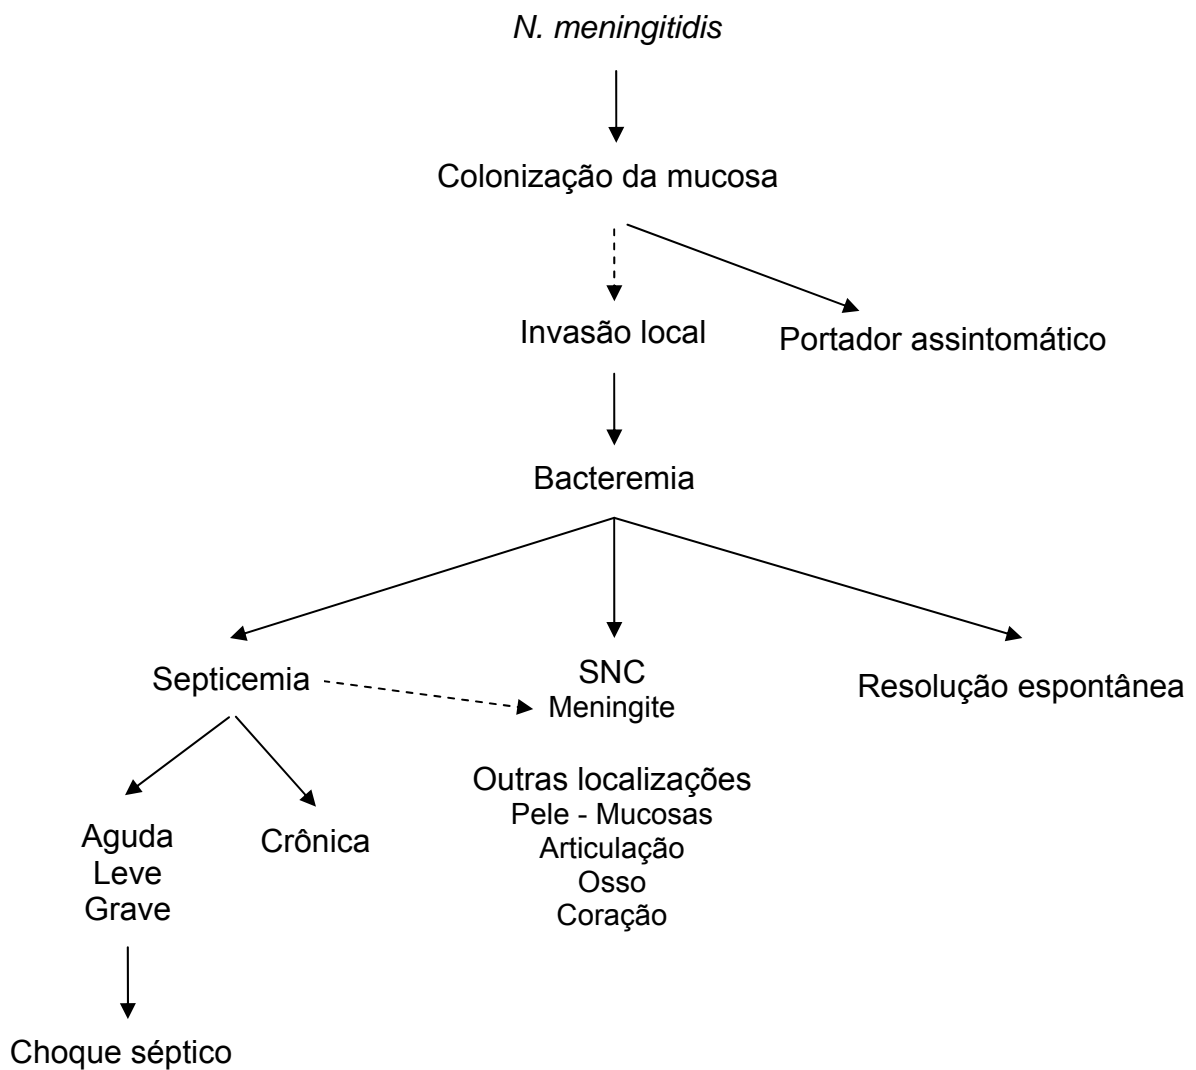 N. meningitidis
Colonização da mucosa
Invasão local
Portador assintomático
Bacteremia
Septicemia
SNC
Meningite
Resolução espontânea
Outras localizações
Pele - Mucosas
Articulação
Osso
Coração
Aguda
Leve
Grave
Crônica
Choque séptico